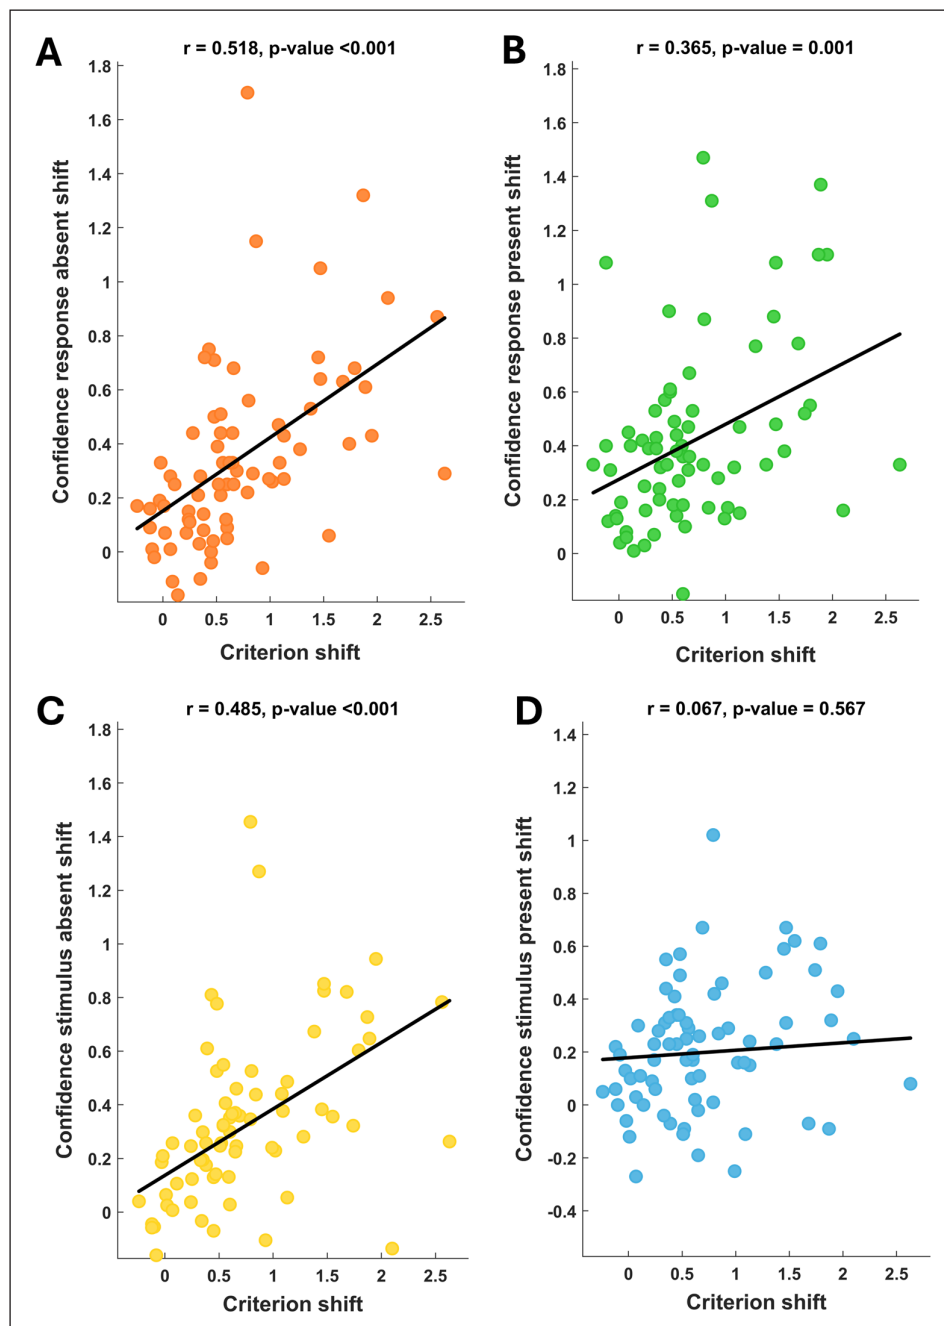 A
r = 0.518, p-value <0.001
Confidence response absent shift
1.8
1.6
1.4
1.2
1
0.8
0.6
0.4
0.2
0
0 0.5 1 1.5 2 2.5
Criterion shift
B
r = 0.365, p-value = 0.001
Confidence response present shift
1.8
1.6
1.4
1.2
1
0.8
0.6
0.4
0.2
0
0 0.5 1 1.5 2 2.5
Criterion shift
C
r = 0.485, p-value <0.001
Confidence stimulus absent shift
1.8
1.6
1.4
1.2
1
0.8
0.6
0.4
0.2
0
0 0.5 1 1.5 2 2.5
Criterion shift
D
r = 0.067, p-value = 0.567
Confidence stimulus present shift
1.4
1.2
1
0.8
0.6
0.4
0.2
0
-0.2
-0.4
0 0.5 1 1.5 2 2.5
Criterion shift